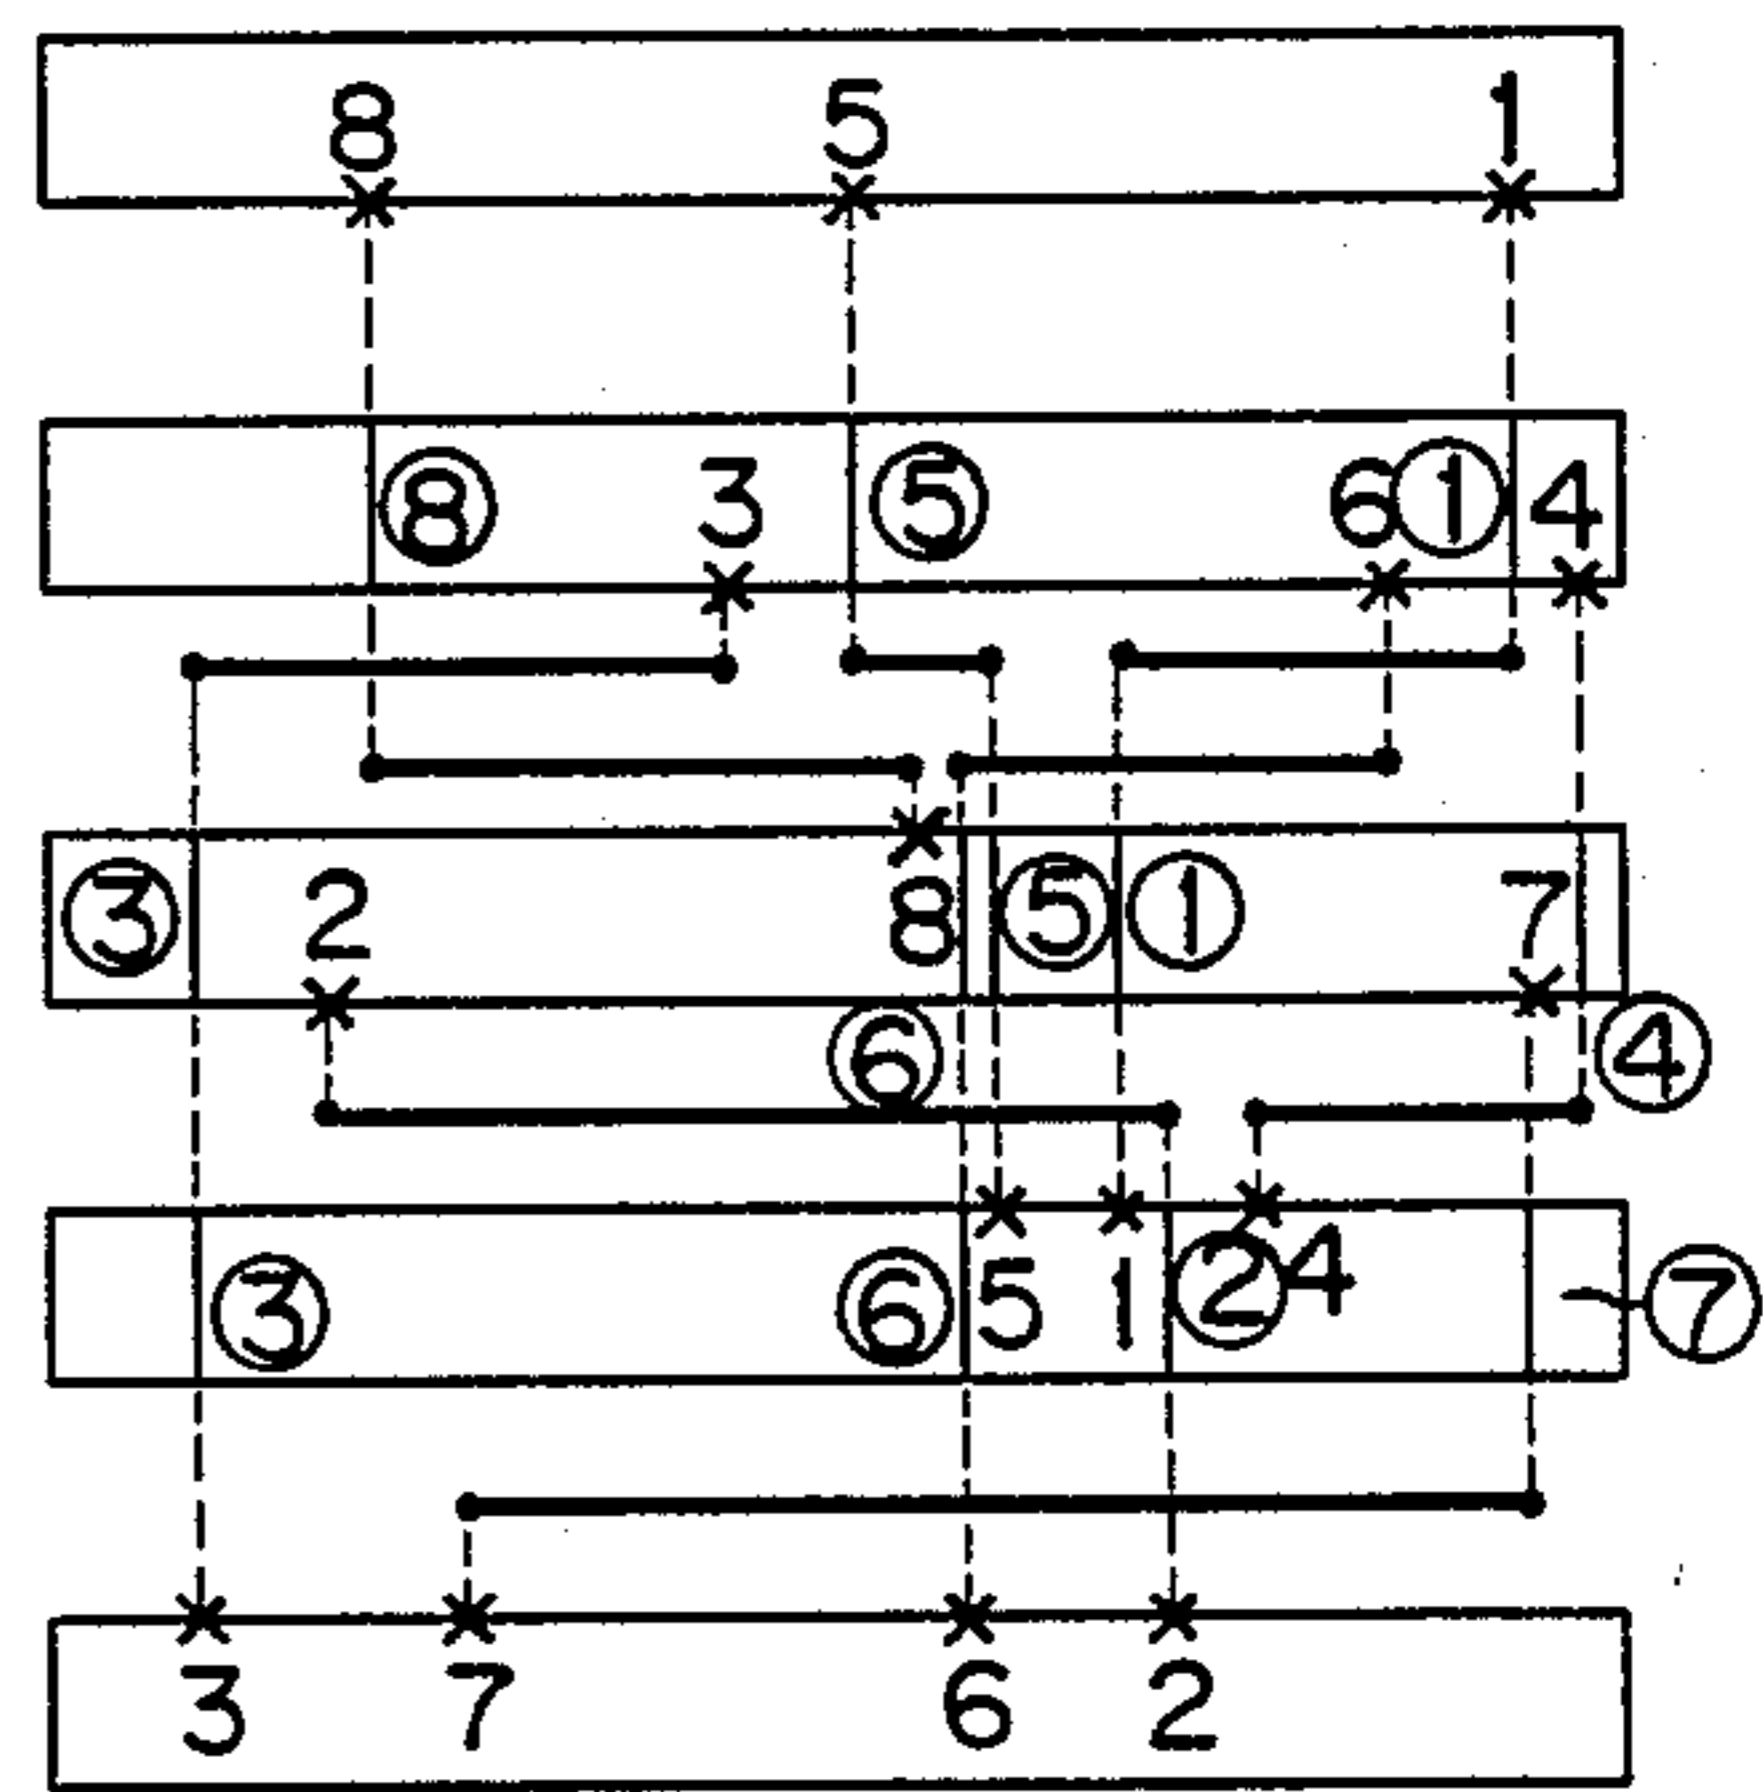 8 5 1
⑧ 3 ⑤ 6 ① 4
③ 2 8 ⑤ ① 7
⑥ ④
③ ⑥ 5 1 ② 4 ⑦
3 7 6 2